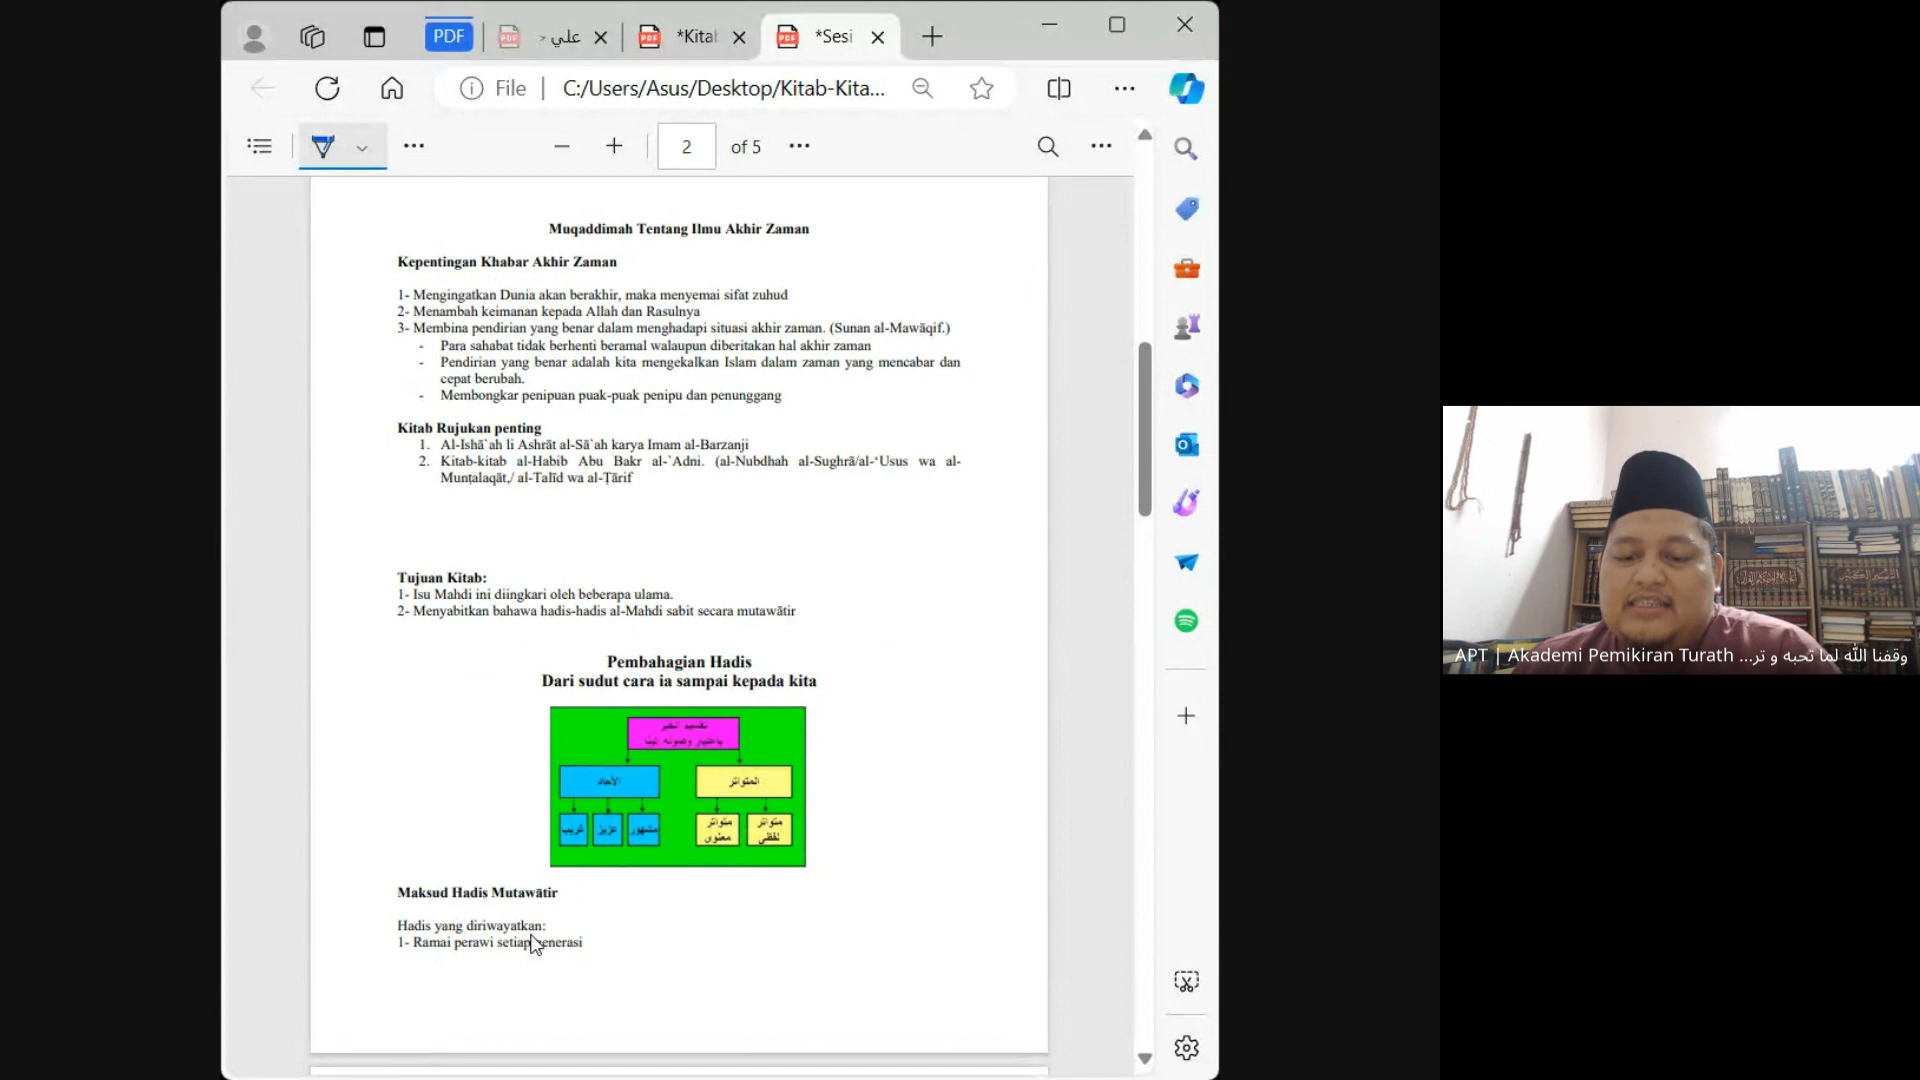 PDF
علي
*Kital
*Sesi
File
C:/Users/Asus/Desktop/Kitab-Kita...
2 of 5
Muqaddimah Tentang Ilmu Akhir Zaman
Kepentingan Khabar Akhir Zaman
1- Mengingatkan Dunia akan berakhir, maka menyemai sifat zuhud
2- Menambah keimanan kepada Allah dan Rasulnya
3- Membina pendirian yang benar dalam menghadapi situasi akhir zaman. (Sunan al-Mawāqif.)
- Para sahabat tidak berhenti beramal walaupun diberitakan hal akhir zaman
- Pendirian yang benar adalah kita mengekalkan Islam dalam zaman yang mencabar dan
cepat berubah.
- Membongkar penipuan puak-puak penipu dan penunggang
Kitab Rujukan penting
1. Al-Ishā`ah li Ashrāt al-Sā`ah karya Imam al-Barzanji
2. Kitab-kitab al-Habib Abu Bakr al-`Adni. (al-Nubdhah al-Sughrā/al-‘Usus wa al-
Munṭalaqāt,/ al-Talīd wa al-Ṭārif
Tujuan Kitab:
1- Isu Mahdi ini diingkari oleh beberapa ulama.
2- Menyabitkan bahawa hadis-hadis al-Mahdi sabit secara mutawātir
Pembahagian Hadis
Dari sudut cara ia sampai kepada kita
تقسيم الخبر
باعتبار وصوله إلينا
الآحاد
المتواتر
غريب
عزيز
مشهور
متواتر معنوي
متواتر لفظي
Maksud Hadis Mutawātir
Hadis yang diriwayatkan:
1- Ramai perawi setiap generasi
APT | Akademi Pemikiran Turath ...وقفنا الله لما تحبه و تر